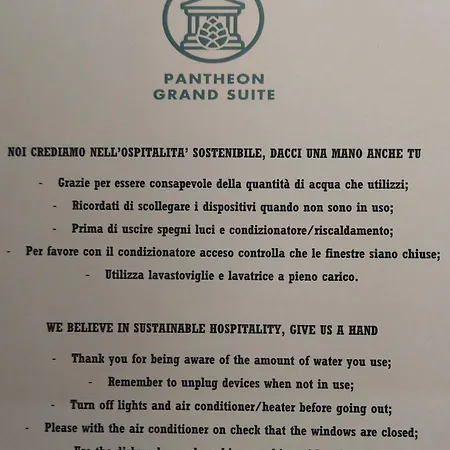 PANTHEON
GRAND SUITE
NOI CREDIAMO NELL'OSPITALITA' SOSTENIBILE, DACCI UNA MANO ANCHE TU
- Grazie per essere consapevole della quantità di acqua che utilizzi;
- Ricordati di scollegare i dispositivi quando non sono in uso;
- Prima di uscire spegni luci e condizionatore/riscaldamento;
- Per favore con il condizionatore acceso controlla che le finestre siano chiuse;
- Utilizza lavastoviglie e lavatrice a pieno carico.
WE BELIEVE IN SUSTAINABLE HOSPITALITY, GIVE US A HAND
- Thank you for being aware of the amount of water you use;
- Remember to unplug devices when not in use;
- Turn off lights and air conditioner/heater before going out;
- Please with the air conditioner on check that the windows are closed;